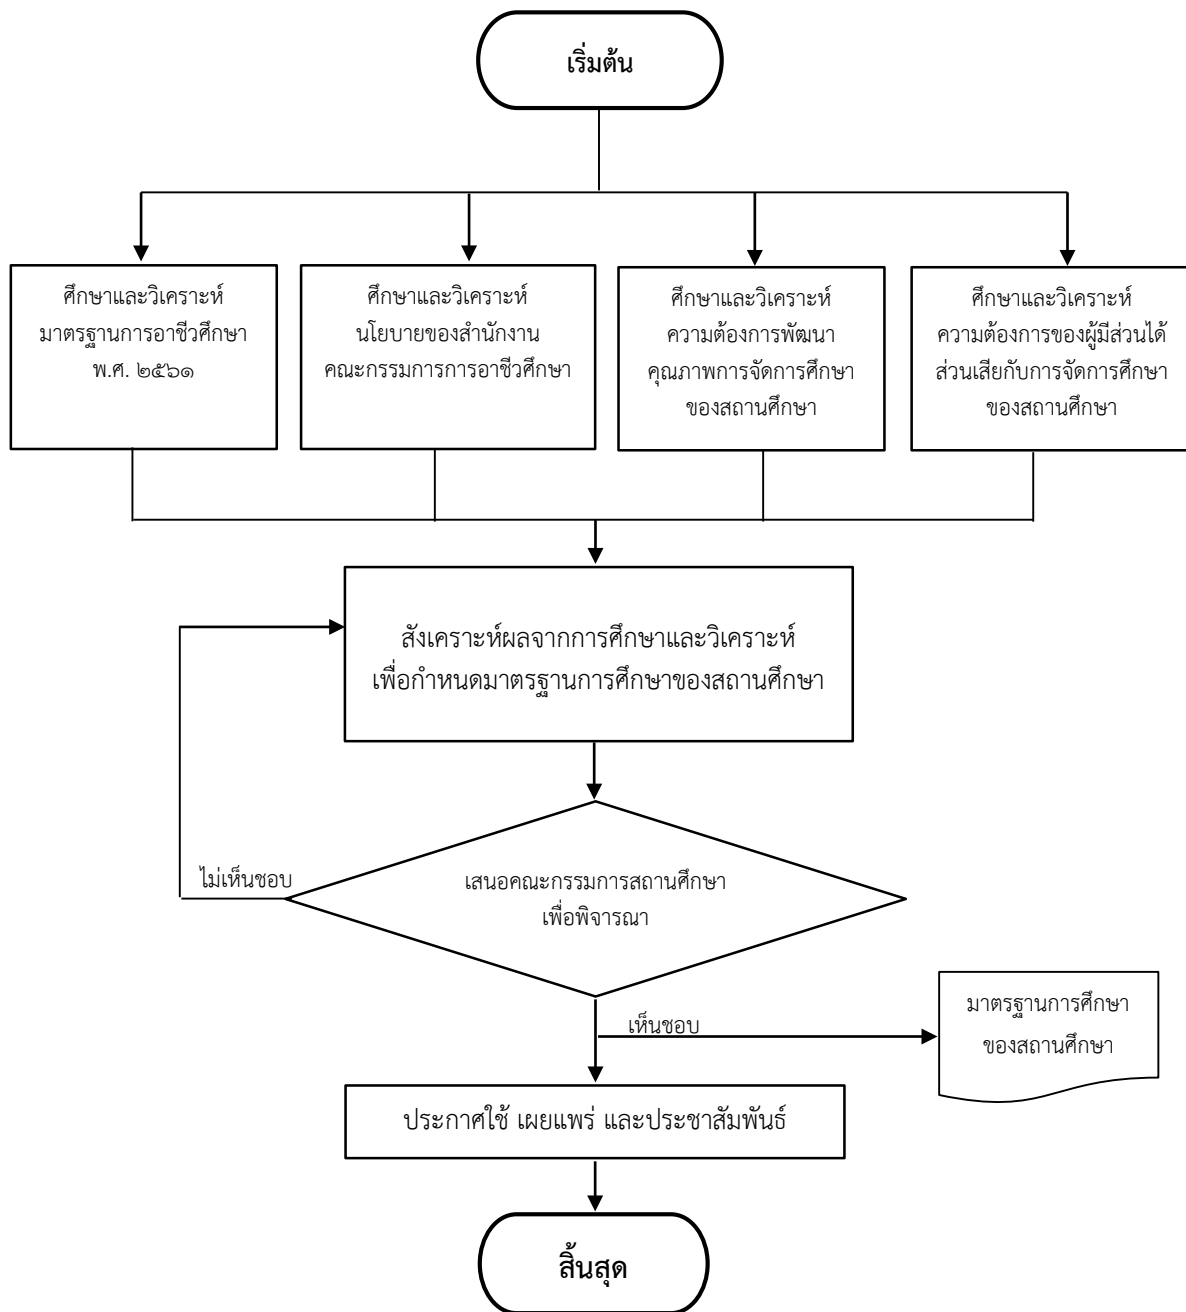 เริ่มต้น
ศึกษาและวิเคราะห์
มาตรฐานการอาชีวศึกษา
พ.ศ. ๒๕๖๑
ศึกษาและวิเคราะห์
นโยบายของสำนักงาน
คณะกรรมการการอาชีวศึกษา
ศึกษาและวิเคราะห์
ความต้องการพัฒนา
คุณภาพการจัดการศึกษา
ของสถานศึกษา
ศึกษาและวิเคราะห์
ความต้องการของผู้มีส่วนได้
ส่วนเสียกับการจัดการศึกษา
ของสถานศึกษา
สังเคราะห์ผลจากการศึกษาและวิเคราะห์
เพื่อกำหนดมาตรฐานการศึกษาของสถานศึกษา
ไม่เห็นชอบ
เสนอคณะกรรมการสถานศึกษา
เพื่อพิจารณา
เห็นชอบ
มาตรฐานการศึกษา
ของสถานศึกษา
ประกาศใช้ เผยแพร่ และประชาสัมพันธ์
สิ้นสุด